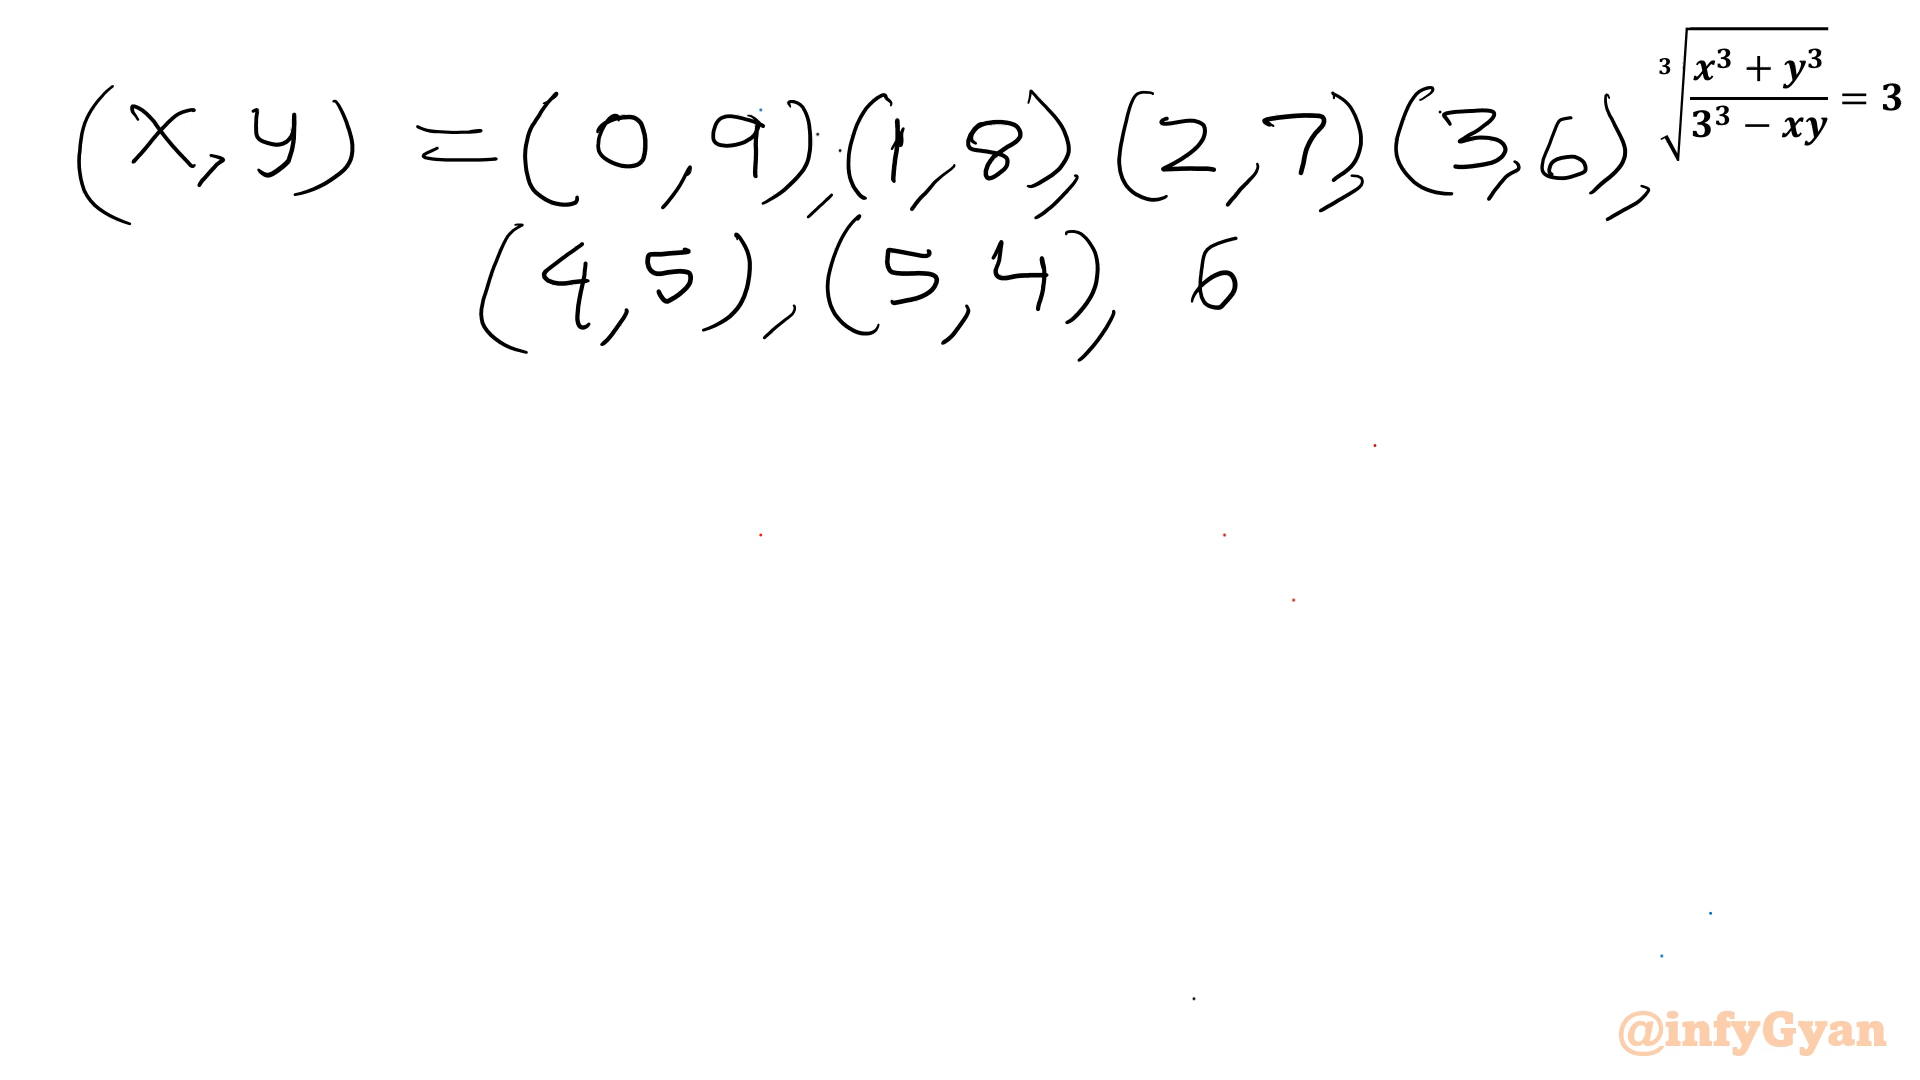 (x, y) = (0, 9), (1, 8), (2, 7), (3, 6),
(4, 5), (5, 4), 6
∛((x³ + y³)/(3³ − xy)) = 3
@infyGyan